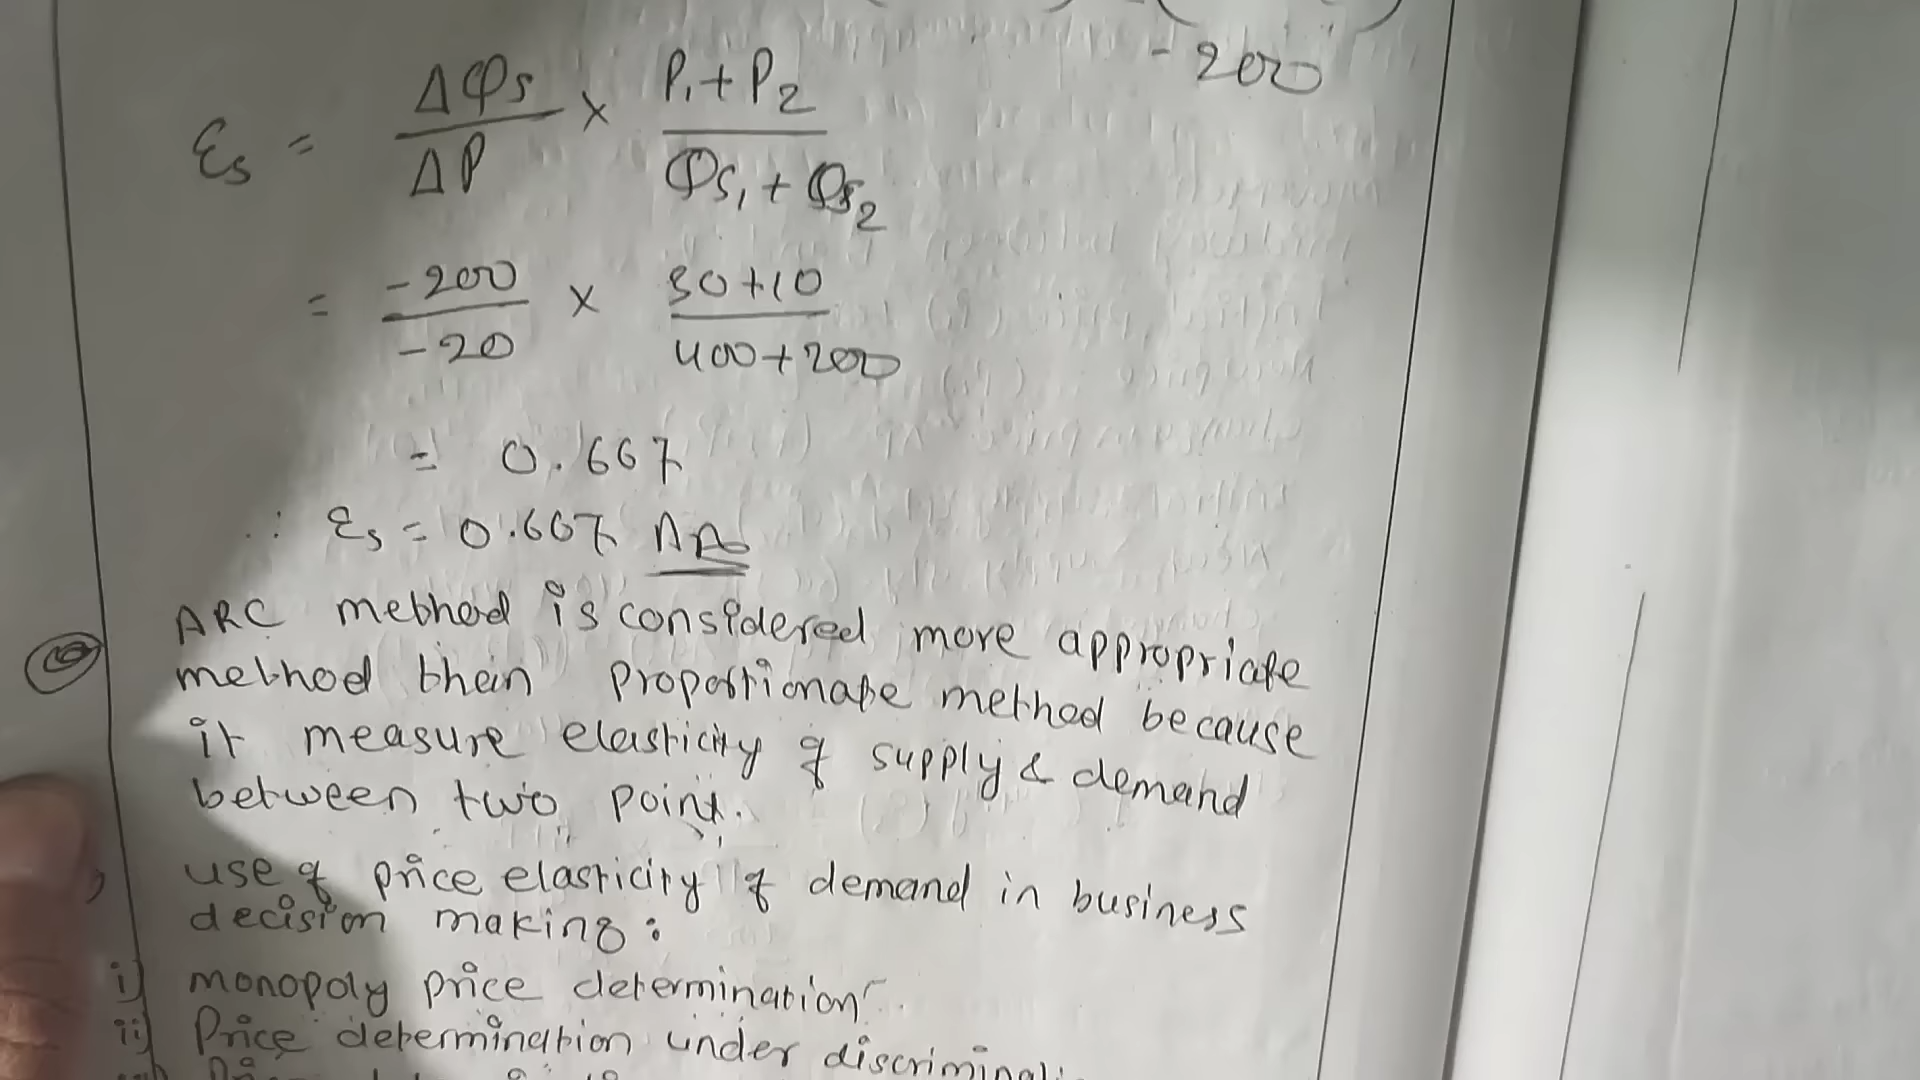 - 200
Es = ΔQs/ΔP × P1+P2/Qs1+Qs2
= -200/-20 × 30+10/400+200
= 0.667
∴ Es = 0.667 An
ARC method is considered more appropriate
method then proportionate method because
it measure elasticity of supply & demand
between two point.
use of price elasticity of demand in business
decision making:
i) monopoly price determination.
ii) Price determination under